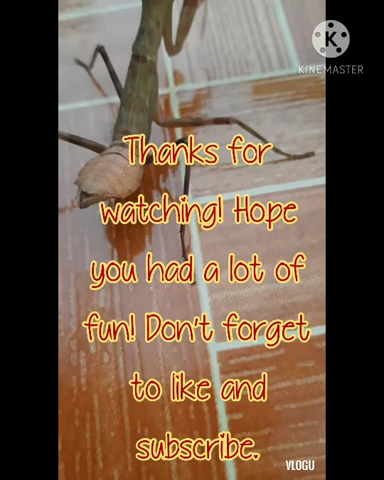 KINEMASTER
Thanks for
watching! Hope
you had a lot of
fun! Don't forget
to like and
subscribe.
VLOGU